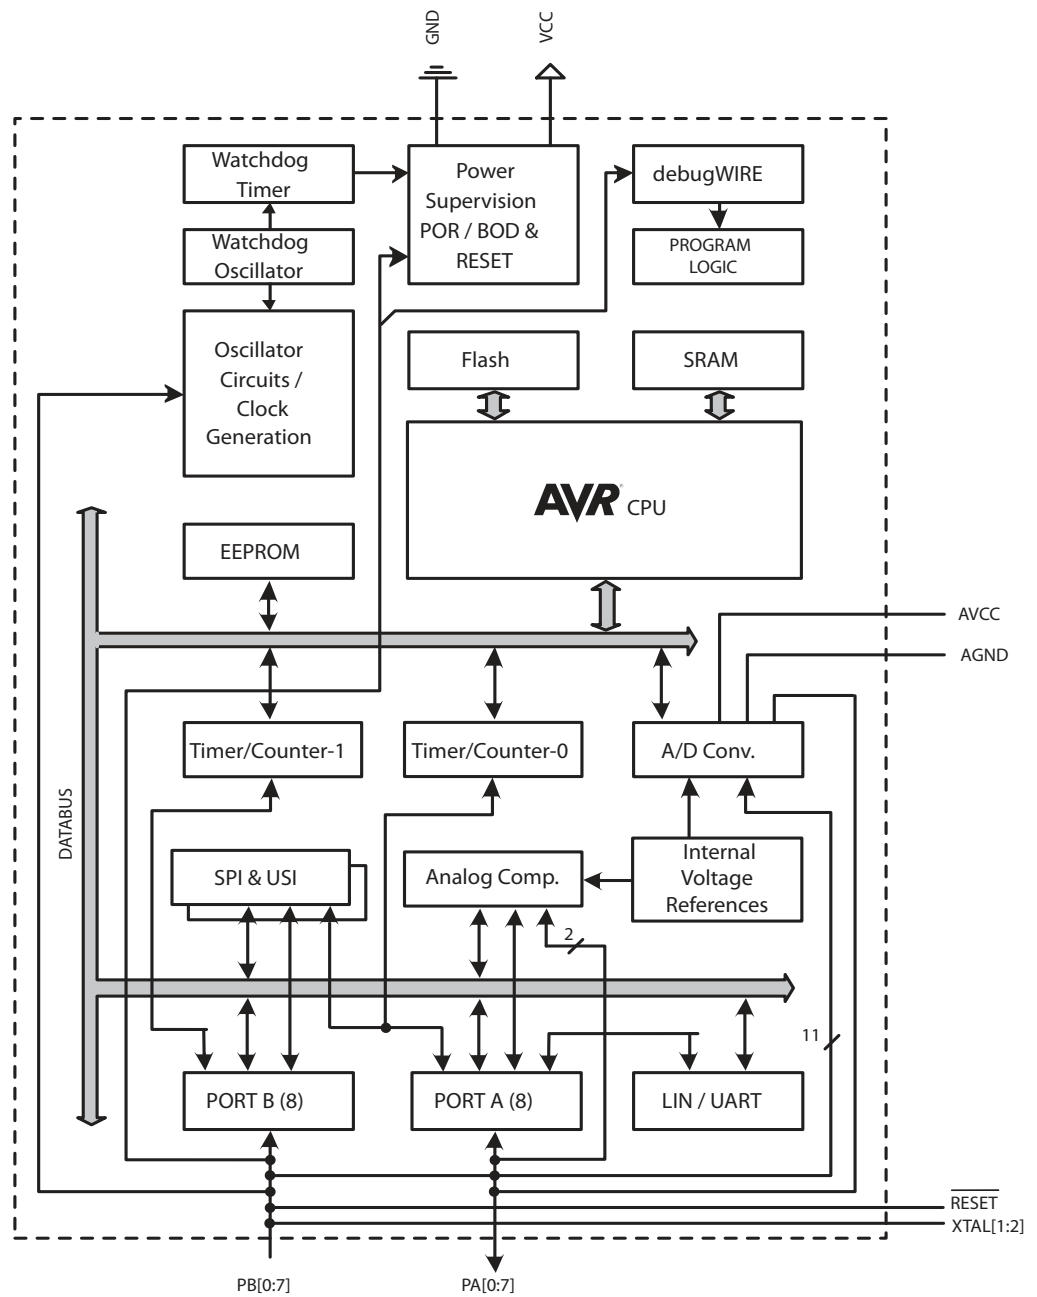 GND
VCC
Watchdog
Timer
Power
Supervision
POR / BOD &
RESET
debugWIRE
Watchdog
Oscillator
PROGRAM
LOGIC
Oscillator
Circuits /
Clock
Generation
Flash
SRAM
AVR® CPU
EEPROM
AVCC
AGND
Timer/Counter-1
Timer/Counter-0
A/D Conv.
DATABUS
SPI & USI
Analog Comp.
Internal
Voltage
References
2
11
PORT B (8)
PORT A (8)
LIN / UART
RESET
XTAL[1:2]
PB[0:7]
PA[0:7]